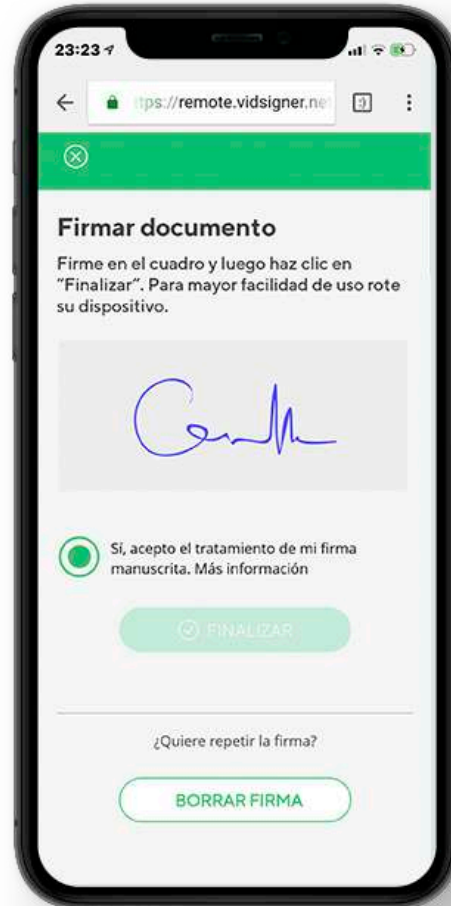 23:23
https://remote.vidsigner.net
Firmar documento
Firme en el cuadro y luego haz clic en
“Finalizar”. Para mayor facilidad de uso rote
su dispositivo.
Sí, acepto el tratamiento de mi firma
manuscrita. Más información
FINALIZAR
¿Quiere repetir la firma?
BORRAR FIRMA